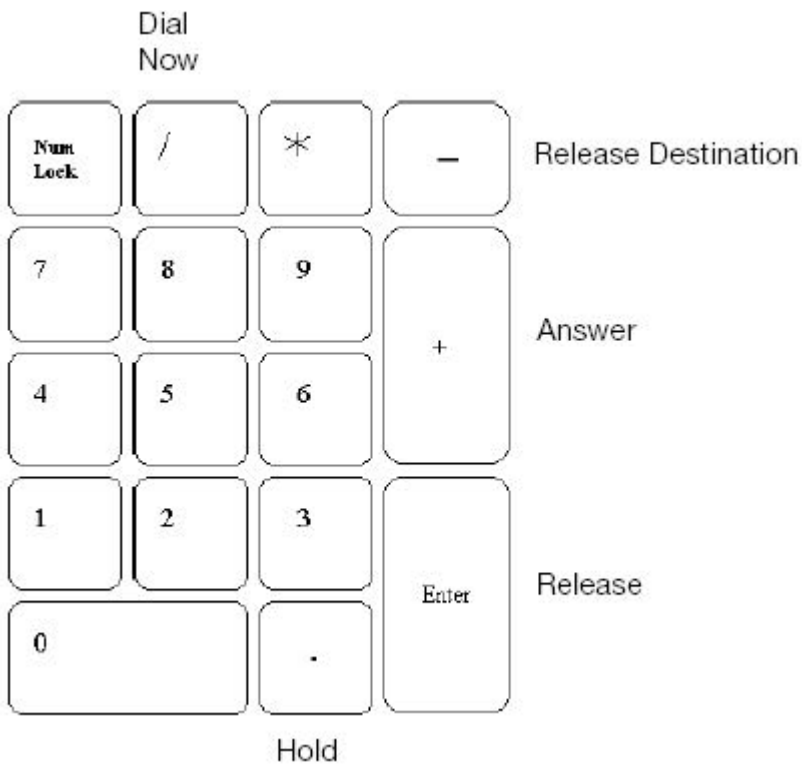 Dial
Now
Num
Lock
/
*
–
Release Destination
7
8
9
+
Answer
4
5
6
1
2
3
Enter
Release
0
.
Hold